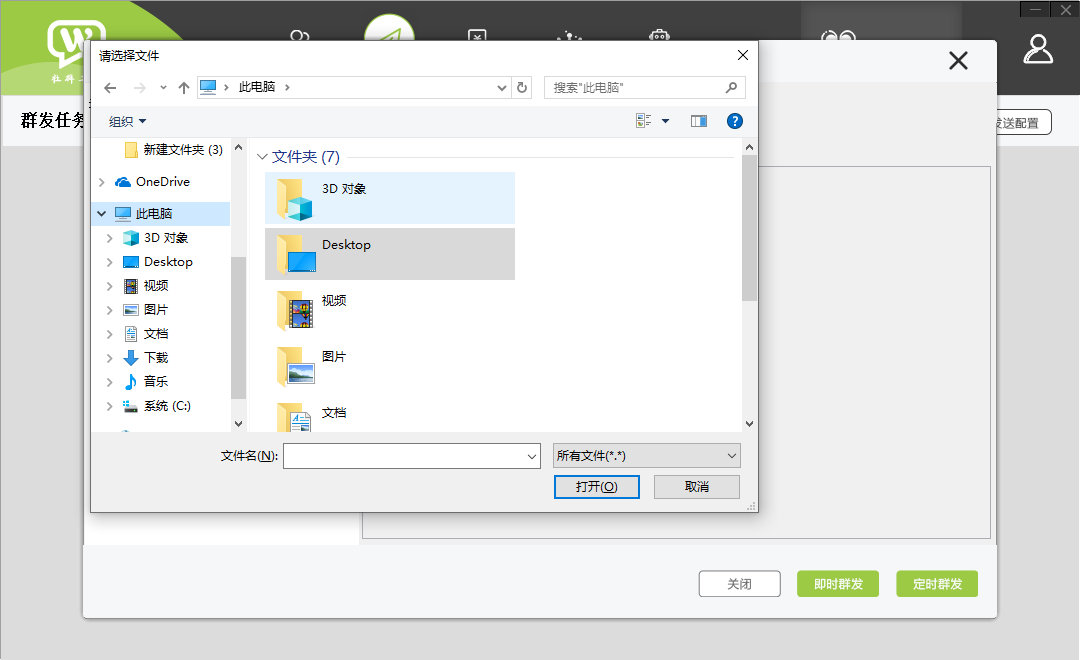 请选择文件
此电脑
搜索"此电脑"
组织
群发任务
发送配置
新建文件夹 (3)
OneDrive
此电脑
3D 对象
Desktop
视频
图片
文档
下载
音乐
系统 (C:)
文件夹 (7)
3D 对象
Desktop
视频
图片
文档
文件名(N):
所有文件(*.*)
打开(O)
取消
关闭
即时群发
定时群发